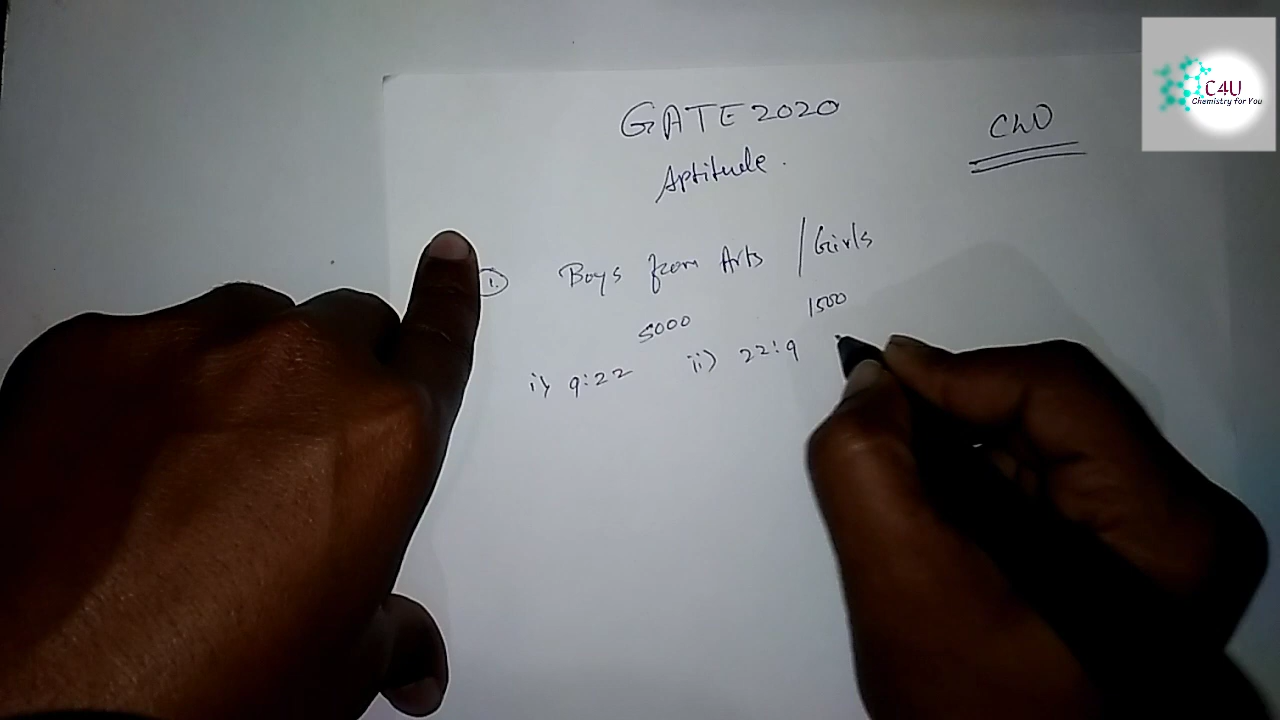 GATE 2020
CWD
Aptitude.
1. Boys from Arts / Girls
5000 1500
i) 9:22 ii) 22:9
C4U
Chemistry for You